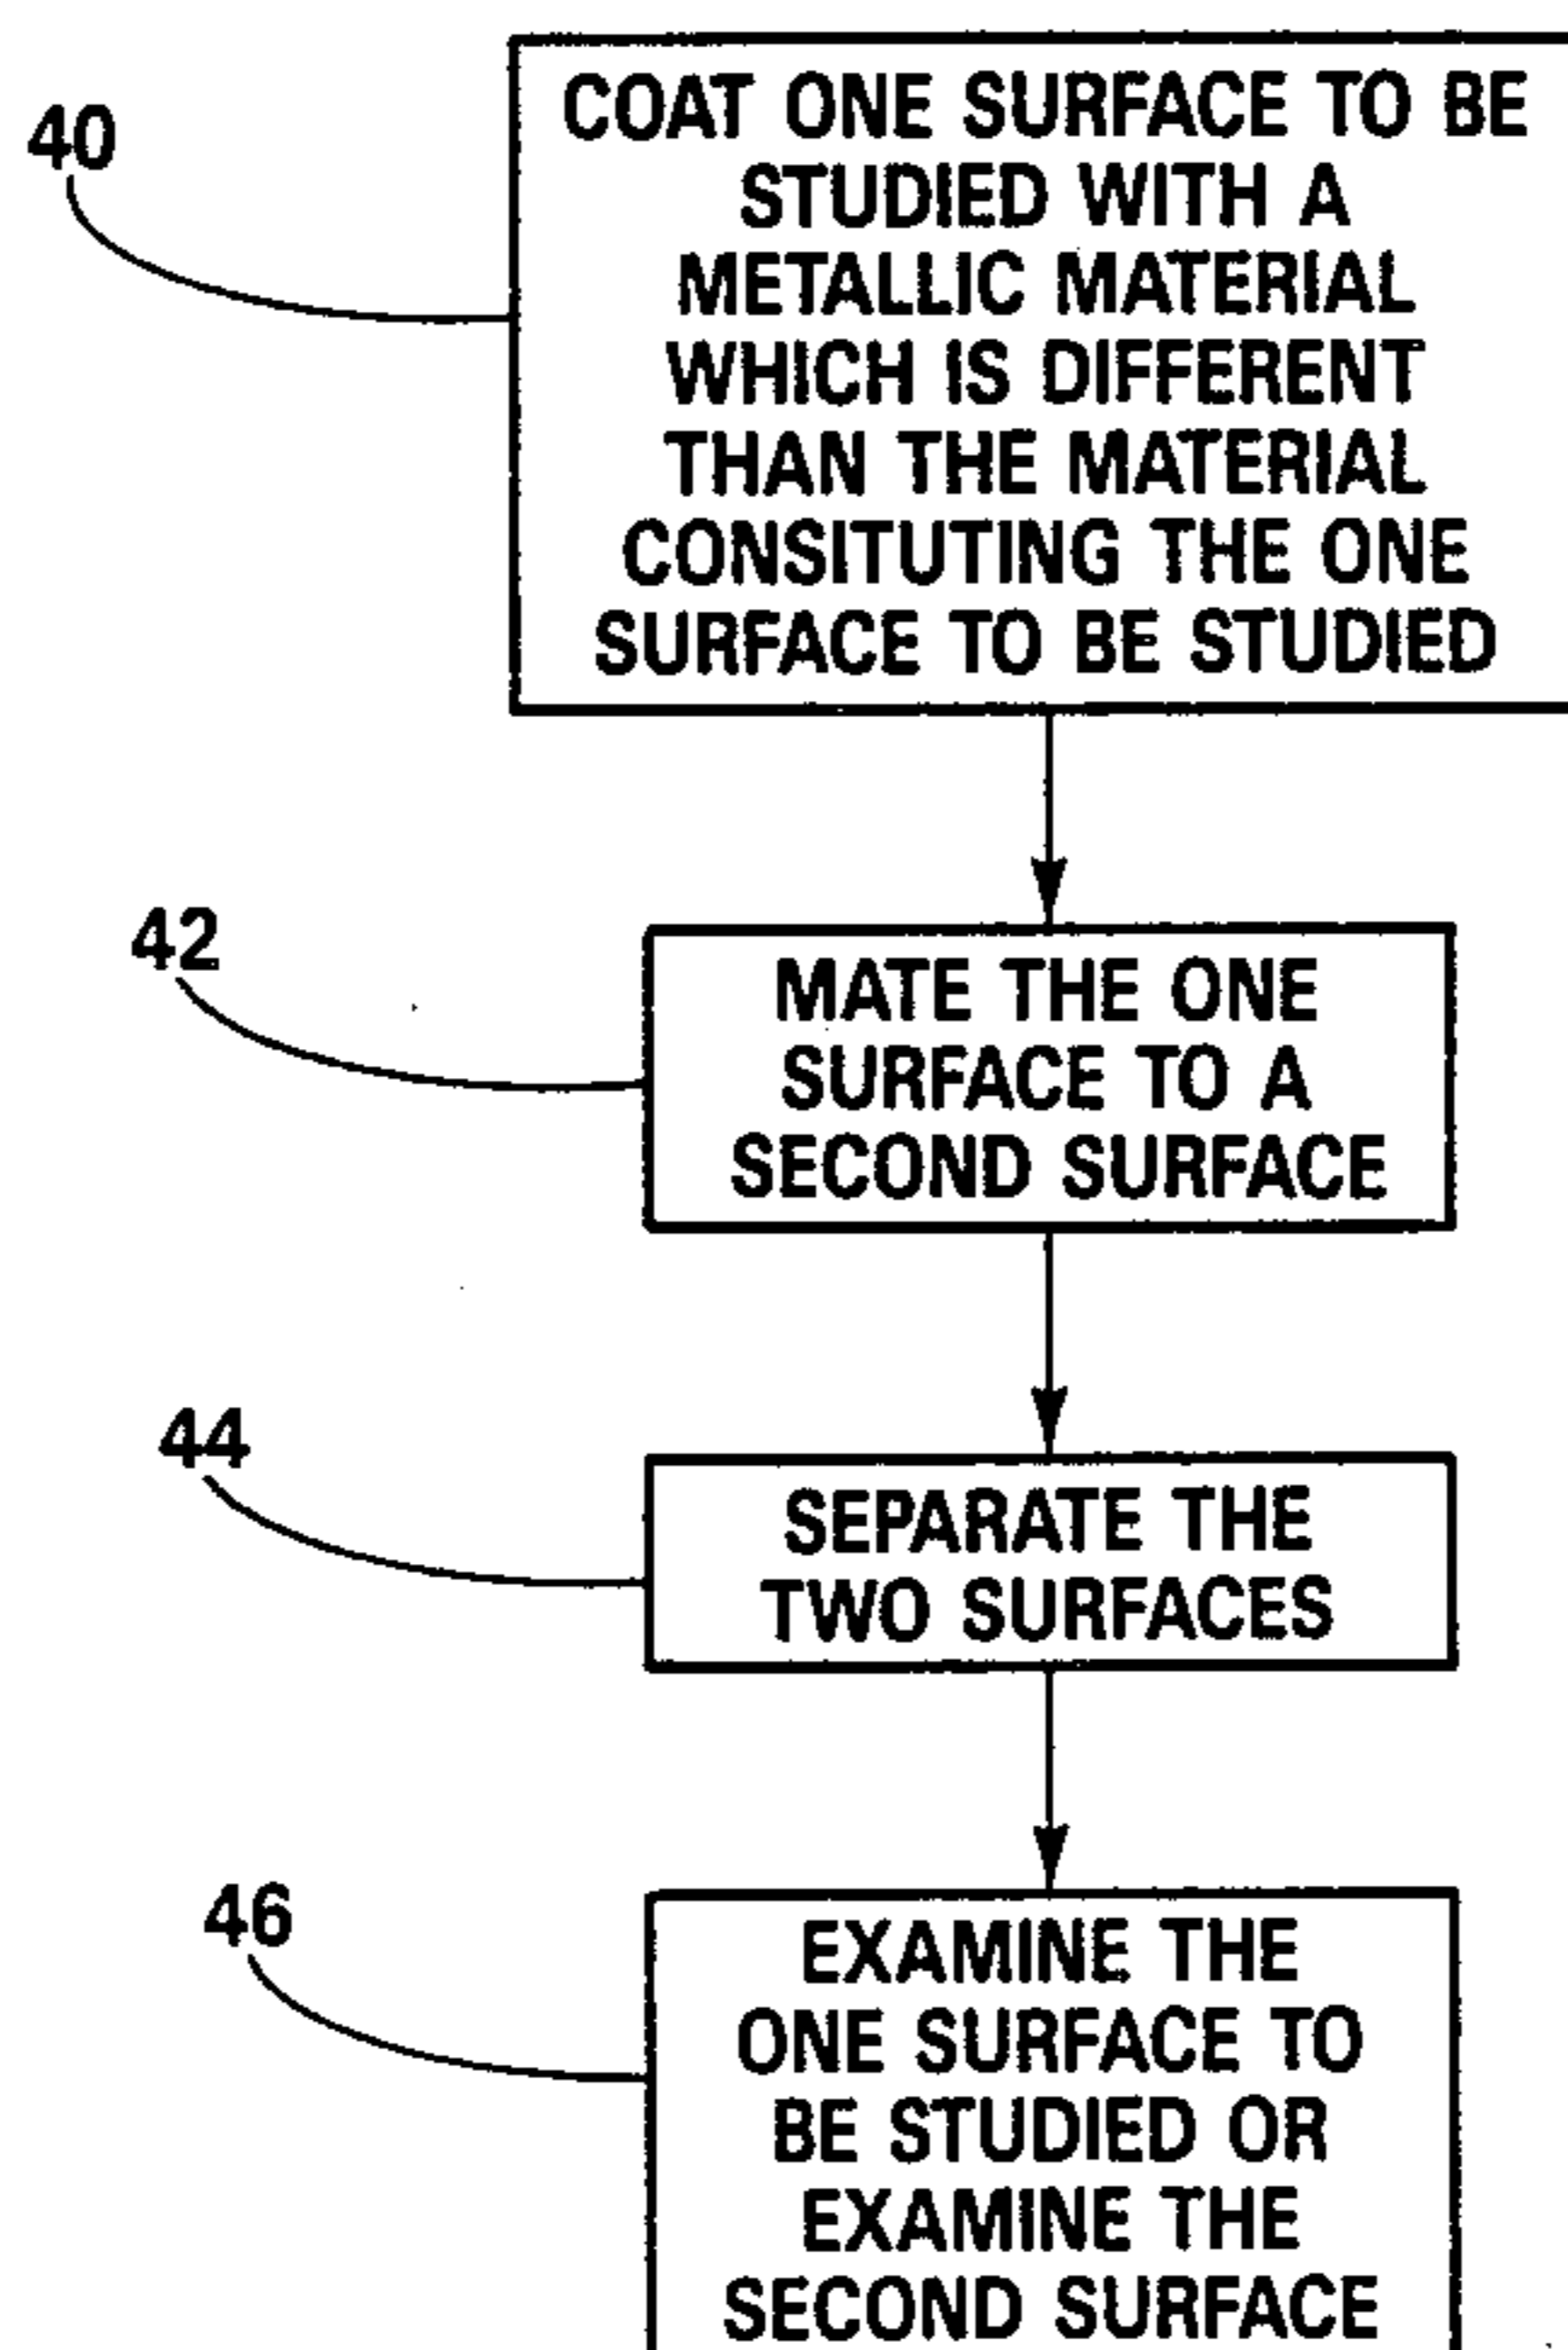 40
COAT ONE SURFACE TO BE
STUDIED WITH A
METALLIC MATERIAL
WHICH IS DIFFERENT
THAN THE MATERIAL
CONSITUTING THE ONE
SURFACE TO BE STUDIED
42
MATE THE ONE
SURFACE TO A
SECOND SURFACE
44
SEPARATE THE
TWO SURFACES
46
EXAMINE THE
ONE SURFACE TO
BE STUDIED OR
EXAMINE THE
SECOND SURFACE